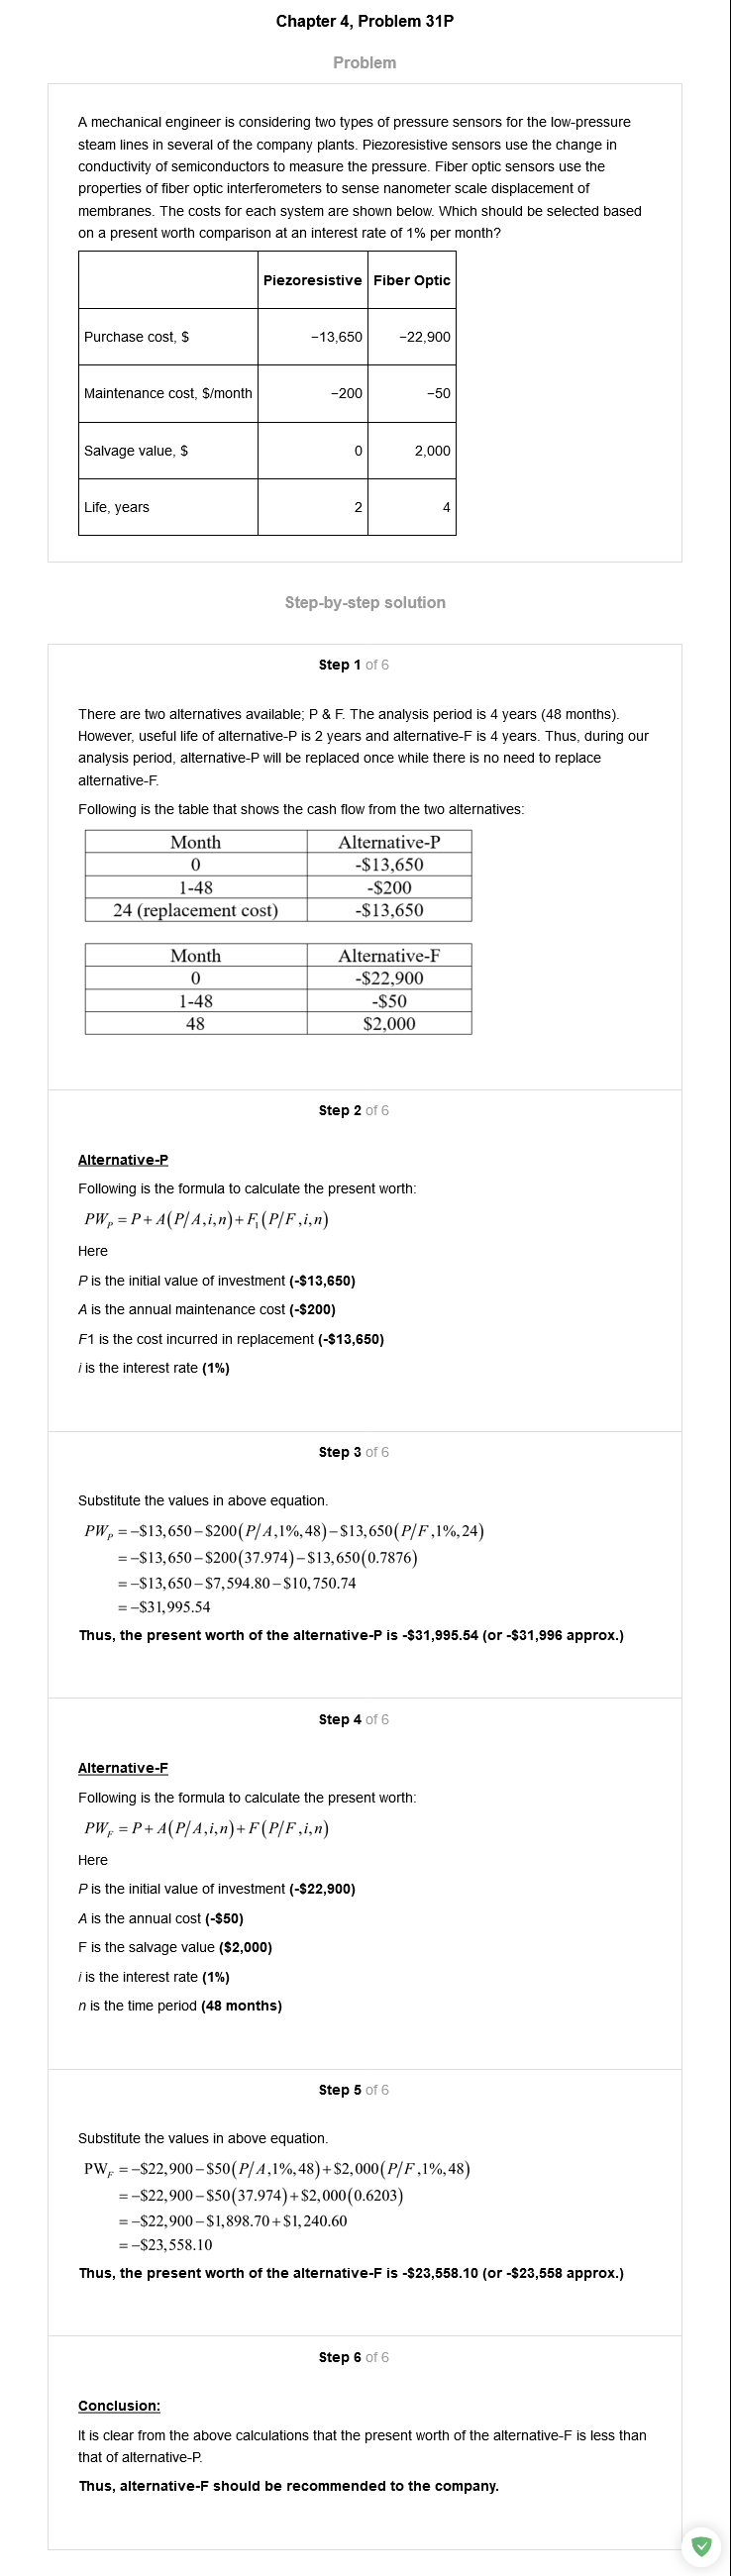 Chapter 4, Problem 31P
Problem
A mechanical engineer is considering two types of pressure sensors for the low-pressure
steam lines in several of the company plants. Piezoresistive sensors use the change in
conductivity of semiconductors to measure the pressure. Fiber optic sensors use the
properties of fiber optic interferometers to sense nanometer scale displacement of
membranes. The costs for each system are shown below. Which should be selected based
on a present worth comparison at an interest rate of 1% per month?
Piezoresistive Fiber Optic
Purchase cost, $ −13,650 −22,900
Maintenance cost, $/month −200 −50
Salvage value, $ 0 2,000
Life, years 2 4
Step-by-step solution
Step 1 of 6
There are two alternatives available; P & F. The analysis period is 4 years (48 months).
However, useful life of alternative-P is 2 years and alternative-F is 4 years. Thus, during our
analysis period, alternative-P will be replaced once while there is no need to replace
alternative-F.
Following is the table that shows the cash flow from the two alternatives:
Month Alternative-P
0 -$13,650
1-48 -$200
24 (replacement cost) -$13,650
Month Alternative-F
0 -$22,900
1-48 -$50
48 $2,000
Step 2 of 6
Alternative-P
Following is the formula to calculate the present worth:
PW_P = P + A(P/A,i,n) + F₁(P/F,i,n)
Here
P is the initial value of investment (-$13,650)
A is the annual maintenance cost (-$200)
F1 is the cost incurred in replacement (-$13,650)
i is the interest rate (1%)
Step 3 of 6
Substitute the values in above equation.
PW_P = −$13,650 − $200(P/A,1%,48) − $13,650(P/F,1%,24)
= −$13,650 − $200(37.974) − $13,650(0.7876)
= −$13,650 − $7,594.80 − $10,750.74
= −$31,995.54
Thus, the present worth of the alternative-P is -$31,995.54 (or -$31,996 approx.)
Step 4 of 6
Alternative-F
Following is the formula to calculate the present worth:
PW_F = P + A(P/A,i,n) + F(P/F,i,n)
Here
P is the initial value of investment (-$22,900)
A is the annual cost (-$50)
F is the salvage value ($2,000)
i is the interest rate (1%)
n is the time period (48 months)
Step 5 of 6
Substitute the values in above equation.
PW_F = −$22,900 − $50(P/A,1%,48) + $2,000(P/F,1%,48)
= −$22,900 − $50(37.974) + $2,000(0.6203)
= −$22,900 − $1,898.70 + $1,240.60
= −$23,558.10
Thus, the present worth of the alternative-F is -$23,558.10 (or -$23,558 approx.)
Step 6 of 6
Conclusion:
It is clear from the above calculations that the present worth of the alternative-F is less than
that of alternative-P.
Thus, alternative-F should be recommended to the company.